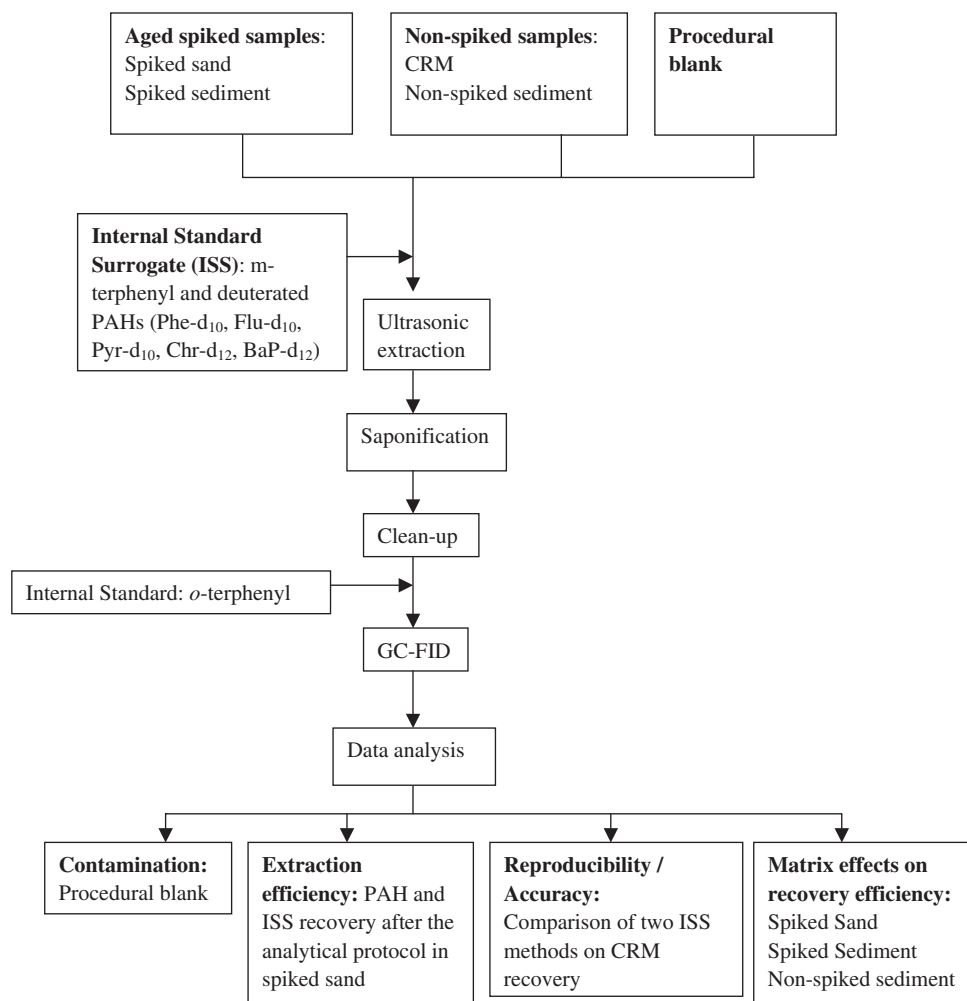 Aged spiked samples:
Spiked sand
Spiked sediment
Non-spiked samples:
CRM
Non-spiked sediment
Procedural
blank
Internal Standard
Surrogate (ISS): m-
terphenyl and deuterated
PAHs (Phe-d10, Flu-d10,
Pyr-d10, Chr-d12, BaP-d12)
Ultrasonic
extraction
Saponification
Clean-up
Internal Standard: o-terphenyl
GC-FID
Data analysis
Contamination:
Procedural blank
Extraction
efficiency: PAH and
ISS recovery after the
analytical protocol in
spiked sand
Reproducibility /
Accuracy:
Comparison of two ISS
methods on CRM
recovery
Matrix effects on
recovery efficiency:
Spiked Sand
Spiked Sediment
Non-spiked sediment